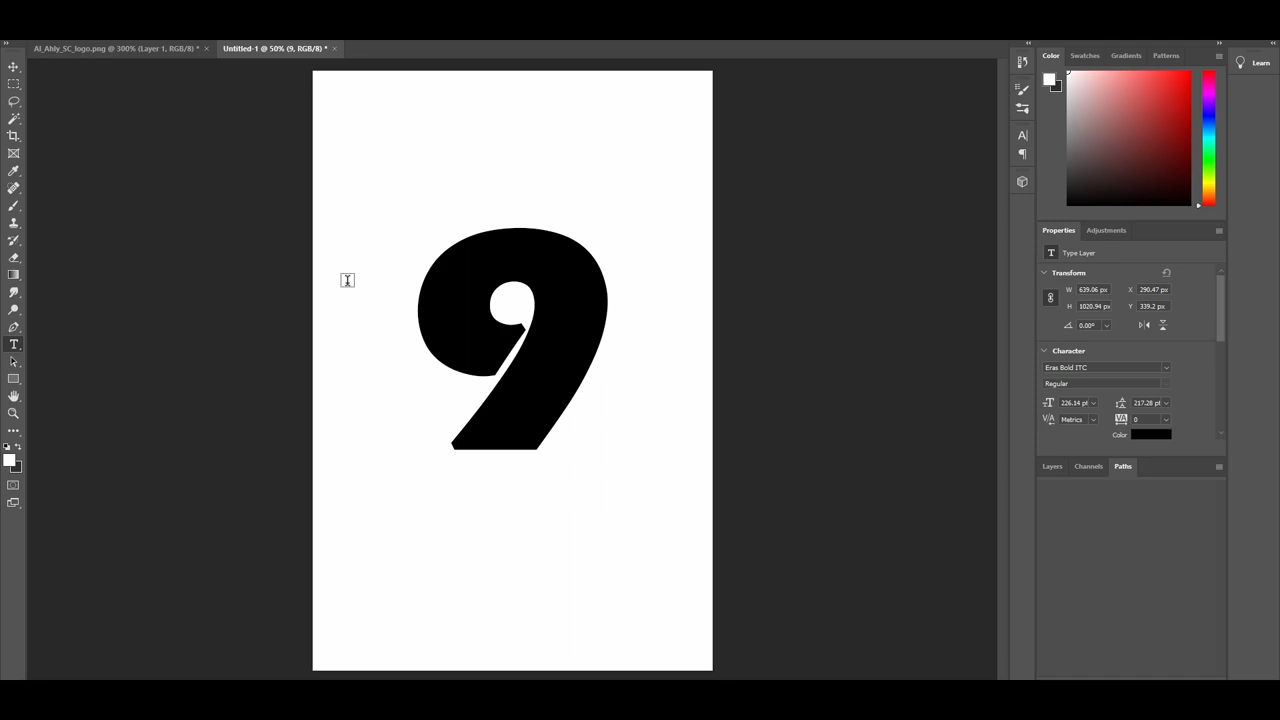 Al_Ahly_SC_logo.png @ 300% (Layer 1, RGB/8) * ×
Untitled-1 @ 50% (9, RGB/8) * ×
Color Swatches Gradients Patterns
Learn
9
Properties Adjustments
T Type Layer
Transform
W 639.06 px X 290.47 px
H 1020.94 px Y 339.2 px
0.00°
Character
Eras Bold ITC
Regular
226.14 pt 217.28 pt
Metrics 0
Color
Layers Channels Paths